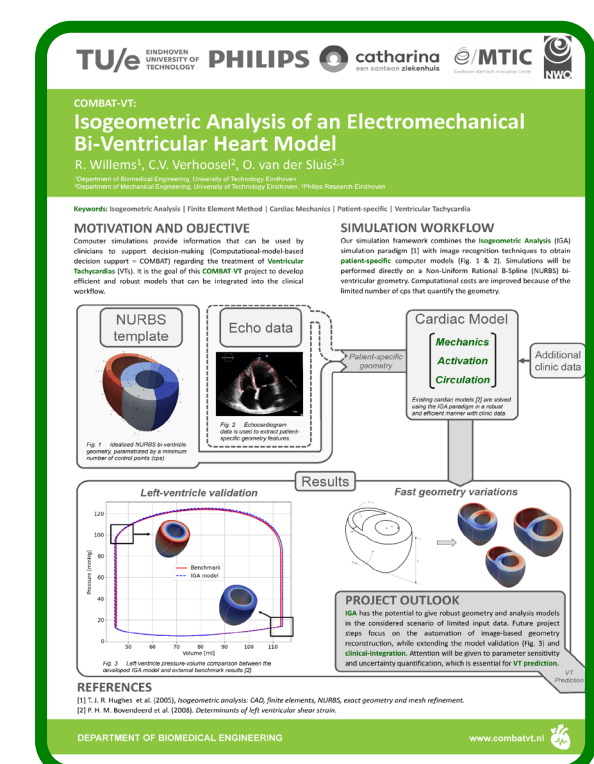 TU/e EINDHOVEN UNIVERSITY OF TECHNOLOGY
PHILIPS
catharina
een santeon ziekenhuis
e/MTIC
Eindhoven MedTech Innovation Center
NWO
COMBAT-VT:
Isogeometric Analysis of an Electromechanical
Bi-Ventricular Heart Model
R. Willems¹, C.V. Verhoosel², O. van der Sluis²,³
¹Department of Biomedical Engineering, University of Technology Eindhoven
²Department of Mechanical Engineering, University of Technology Eindhoven, ³Philips Research Eindhoven
Keywords: Isogeometric Analysis | Finite Element Method | Cardiac Mechanics | Patient-specific | Ventricular Tachycardia
MOTIVATION AND OBJECTIVE
Computer simulations provide information that can be used by
clinicians to support decision-making (Computational-model-based
decision support = COMBAT) regarding the treatment of Ventricular
Tachycardias (VTs). It is the goal of this COMBAT-VT project to develop
efficient and robust models that can be integrated into the clinical
workflow.
SIMULATION WORKFLOW
Our simulation framework combines the Isogeometric Analysis (IGA)
simulation paradigm [1] with image recognition techniques to obtain
patient-specific computer models (Fig. 1 & 2). Simulations will be
performed directly on a Non-Uniform Rational B-Spline (NURBS) bi-
ventricular geometry. Computational costs are improved because of the
limited number of cps that quantify the geometry.
NURBS
template
Fig. 1 Idealized NURBS bi-ventricle
geometry, parametrized by a minimum
number of control points (cps).
Echo data
Fig. 2 Echocardiogram
data is used to extract patient-
specific geometry features.
Patient-specific
geometry
Cardiac Model
Mechanics
Activation
Circulation
Existing cardiac models [2] are solved
using the IGA paradigm in a robust
and efficient manner with clinic data.
Additional
clinic data
Results
Left-ventricle validation
Pressure [mmHg]
120
100
80
60
40
20
0
Benchmark
IGA model
50 60 70 80 90 100 110
Volume [ml]
Fig. 3 Left-ventricle pressure-volume comparison between the
developed IGA model and external benchmark results [2]
Fast geometry variations
PROJECT OUTLOOK
IGA has the potential to give robust geometry and analysis models
in the considered scenario of limited input data. Future project
steps focus on the automation of image-based geometry
reconstruction, while extending the model validation (Fig. 3) and
clinical-integration. Attention will be given to parameter sensitivity
and uncertainty quantification, which is essential for VT prediction.
VT
Prediction
REFERENCES
[1] T. J. R. Hughes et al. (2005), Isogeometric analysis: CAD, finite elements, NURBS, exact geometry and mesh refinement.
[2] P. H. M. Bovendeerd et al. (2008). Determinants of left ventricular shear strain.
DEPARTMENT OF BIOMEDICAL ENGINEERING
www.combatvt.nl